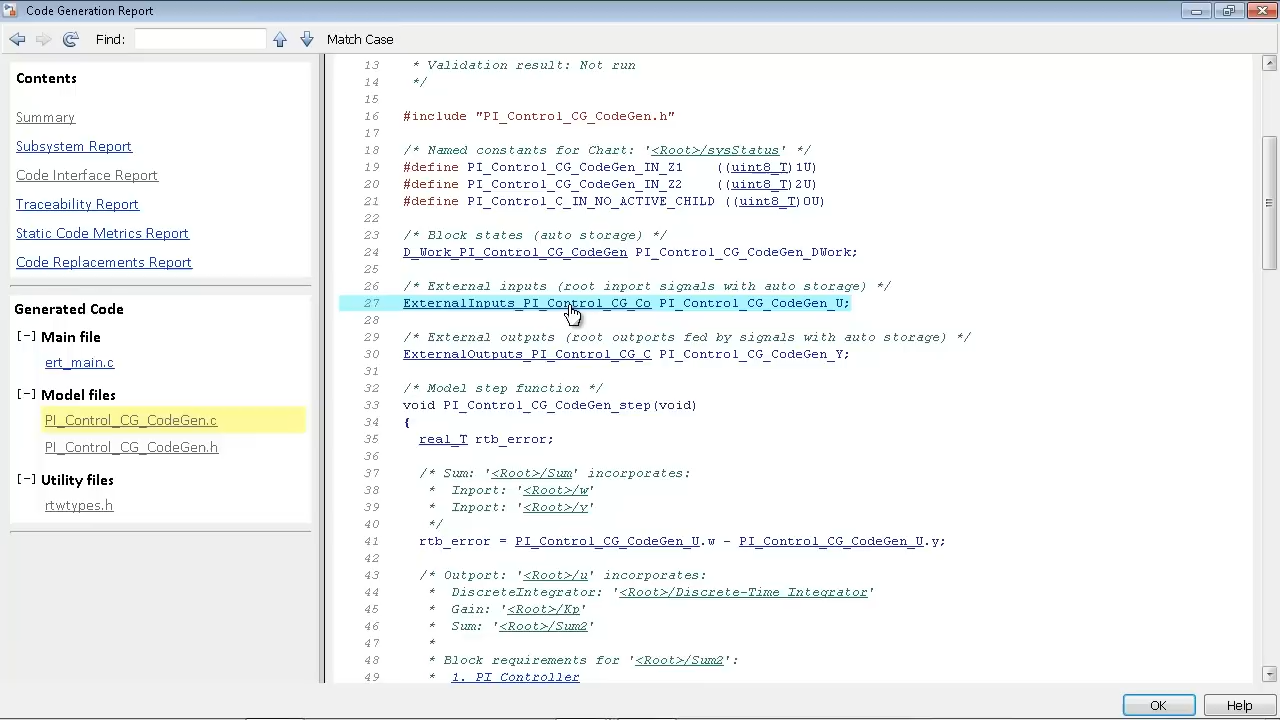 Code Generation Report
Find:
Match Case
Contents
Summary
Subsystem Report
Code Interface Report
Traceability Report
Static Code Metrics Report
Code Replacements Report
Generated Code
[-] Main file
ert_main.c
[-] Model files
PI_Control_CG_CodeGen.c
PI_Control_CG_CodeGen.h
[-] Utility files
rtwtypes.h
13 * Validation result: Not run
14 */
15
16 #include "PI_Control_CG_CodeGen.h"
17
18 /* Named constants for Chart: '<Root>/sysStatus' */
19 #define PI_Control_CG_CodeGen_IN_Z1 ((uint8_T)1U)
20 #define PI_Control_CG_CodeGen_IN_Z2 ((uint8_T)2U)
21 #define PI_Control_C_IN_NO_ACTIVE_CHILD ((uint8_T)0U)
22
23 /* Block states (auto storage) */
24 D_Work_PI_Control_CG_CodeGen PI_Control_CG_CodeGen_DWork;
25
26 /* External inputs (root inport signals with auto storage) */
27 ExternalInputs_PI_Control_CG_Co PI_Control_CG_CodeGen_U;
28
29 /* External outputs (root outports fed by signals with auto storage) */
30 ExternalOutputs_PI_Control_CG_C PI_Control_CG_CodeGen_Y;
31
32 /* Model step function */
33 void PI_Control_CG_CodeGen_step(void)
34 {
35 real_T rtb_error;
36
37 /* Sum: '<Root>/Sum' incorporates:
38 * Inport: '<Root>/w'
39 * Inport: '<Root>/y'
40 */
41 rtb_error = PI_Control_CG_CodeGen_U.w - PI_Control_CG_CodeGen_U.y;
42
43 /* Outport: '<Root>/u' incorporates:
44 * DiscreteIntegrator: '<Root>/Discrete-Time Integrator'
45 * Gain: '<Root>/Kp'
46 * Sum: '<Root>/Sum2'
47 *
48 * Block requirements for '<Root>/Sum2':
49 * 1. PI Controller
OK
Help